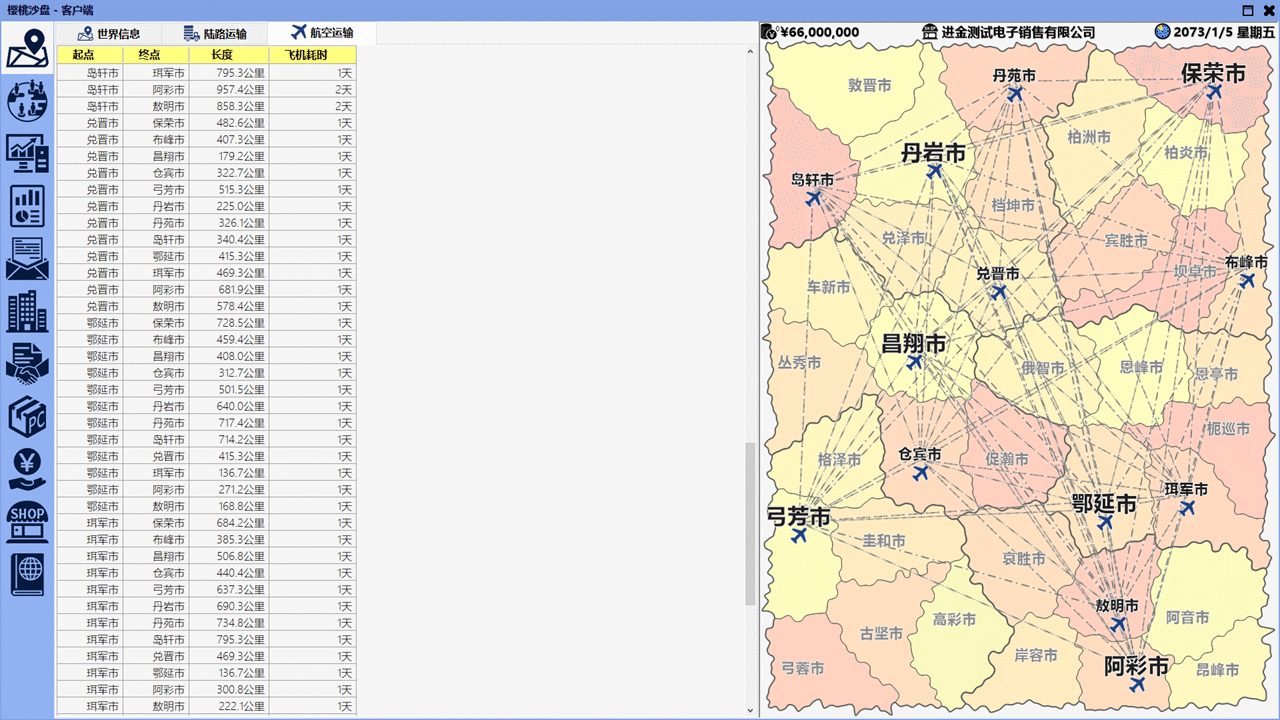 樱桃沙盘 - 客户端
世界信息 陆路运输 航空运输
起点 终点 长度 飞机耗时
岛轩市 珥军市 795.3公里 1天
岛轩市 阿彩市 957.4公里 2天
岛轩市 敖明市 858.3公里 2天
兑晋市 保荣市 482.6公里 1天
兑晋市 布峰市 407.3公里 1天
兑晋市 昌翔市 179.2公里 1天
兑晋市 仓宾市 322.7公里 1天
兑晋市 弓芳市 515.3公里 1天
兑晋市 丹岩市 225.0公里 1天
兑晋市 丹苑市 326.1公里 1天
兑晋市 岛轩市 340.4公里 1天
兑晋市 鄂延市 415.3公里 1天
兑晋市 珥军市 469.3公里 1天
兑晋市 阿彩市 681.9公里 1天
兑晋市 敖明市 578.4公里 1天
鄂延市 保荣市 728.5公里 1天
鄂延市 布峰市 459.4公里 1天
鄂延市 昌翔市 408.0公里 1天
鄂延市 仓宾市 312.7公里 1天
鄂延市 弓芳市 501.5公里 1天
鄂延市 丹岩市 640.0公里 1天
鄂延市 丹苑市 717.4公里 1天
鄂延市 岛轩市 714.2公里 1天
鄂延市 兑晋市 415.3公里 1天
鄂延市 珥军市 136.7公里 1天
鄂延市 阿彩市 271.2公里 1天
鄂延市 敖明市 168.8公里 1天
珥军市 保荣市 684.2公里 1天
珥军市 布峰市 385.3公里 1天
珥军市 昌翔市 506.8公里 1天
珥军市 仓宾市 440.4公里 1天
珥军市 弓芳市 637.3公里 1天
珥军市 丹岩市 690.3公里 1天
珥军市 丹苑市 734.8公里 1天
珥军市 岛轩市 795.3公里 1天
珥军市 兑晋市 469.3公里 1天
珥军市 鄂延市 136.7公里 1天
珥军市 阿彩市 300.8公里 1天
珥军市 敖明市 222.1公里 1天
PC
¥
SHOP
¥66,000,000 进金测试电子销售有限公司 2073/1/5 星期五
敦晋市
丹苑市
保荣市
柏洲市
丹岩市
柏炎市
岛轩市
档坤市
兑泽市
宾胜市
布峰市
坝卓市
兑晋市
车新市
昌翔市
丛秀市
俄智市
恩峰市
恩亭市
枙巡市
仓宾市
格泽市
促瀚市
珥军市
鄂延市
弓芳市
圭和市
哀胜市
敖明市
高彩市
阿音市
古坚市
岸容市
弓蓉市
阿彩市
昂峰市